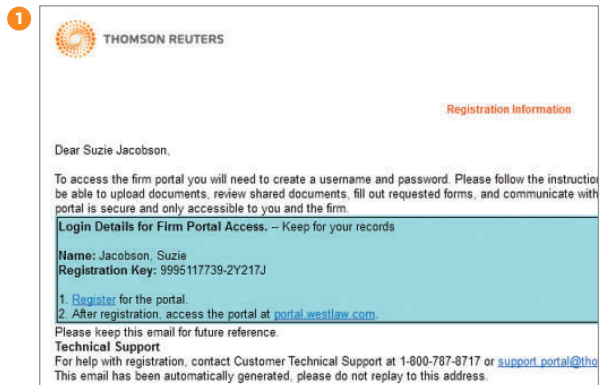 1
THOMSON REUTERS
Registration Information
Dear Suzie Jacobson,
To access the firm portal you will need to create a username and password. Please follow the
be able to upload documents, review shared documents, fill out requested forms, and communicate with
portal is secure and only accessible to you and the firm.
Login Details for Firm Portal Access. -- Keep for your records
Name: Jacobson, Suzie
Registration Key: 9995117739-2Y217J
1. Register for the portal.
2. After registration, access the portal at portal.westlaw.com.
Please keep this email for future reference.
Technical Support
For help with registration, contact Customer Technical Support at 1-800-787-8717 or support.portal@tho
This email has been automatically generated, please do not replay to this address.